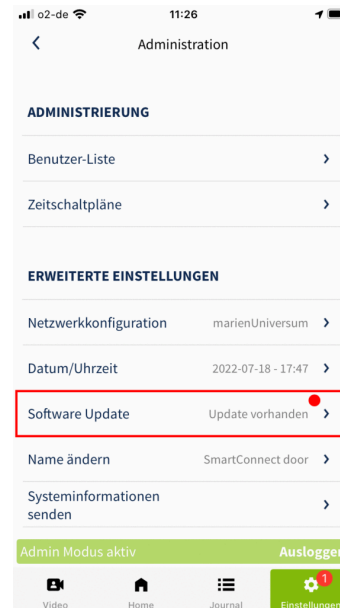 o2-de 11:26
Administration
ADMINISTRIERUNG
Benutzer-Liste
Zeitschaltpläne
ERWEITERTE EINSTELLUNGEN
Netzwerkkonfiguration marienUniversum
Datum/Uhrzeit 2022-07-18 - 17:47
Software Update Update vorhanden
Name ändern SmartConnect door
Systeminformationen
senden
Admin Modus aktiv Ausloggen
1
Video Home Journal Einstellungen